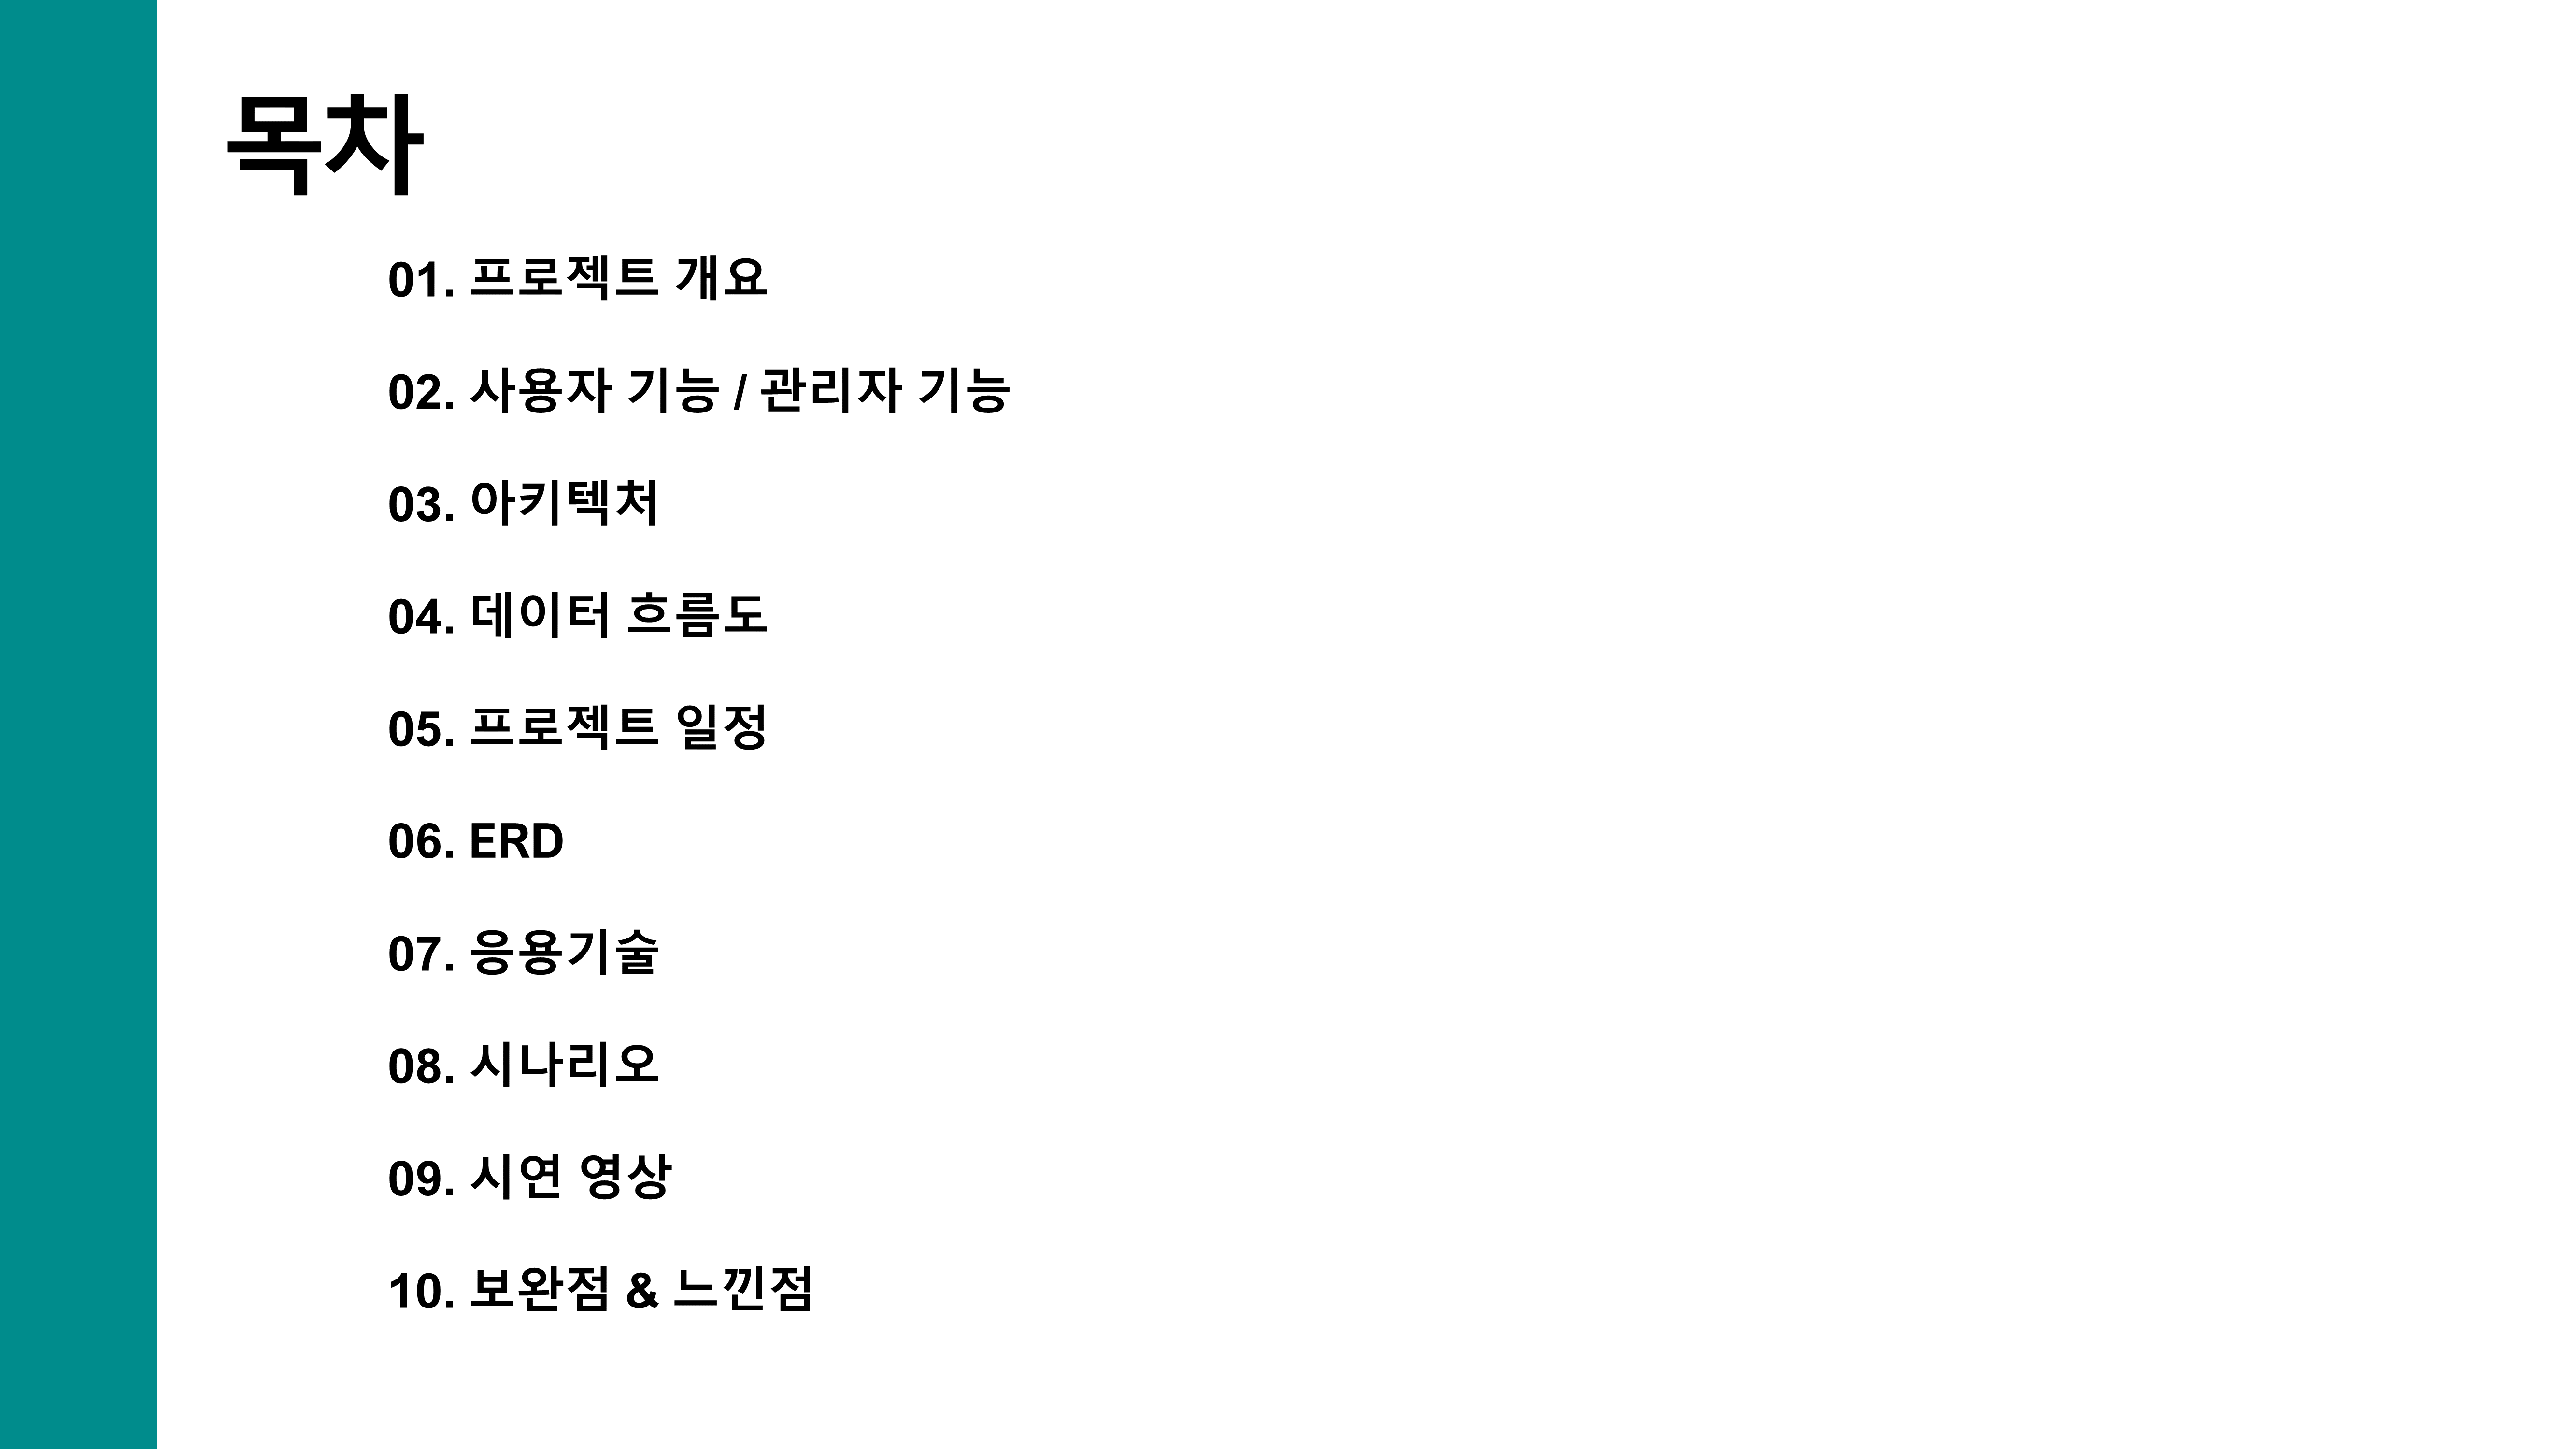 목차
01. 프로젝트 개요
02. 사용자 기능 / 관리자 기능
03. 아키텍처
04. 데이터 흐름도
05. 프로젝트 일정
06. ERD
07. 응용기술
08. 시나리오
09. 시연 영상
10. 보완점 & 느낀점